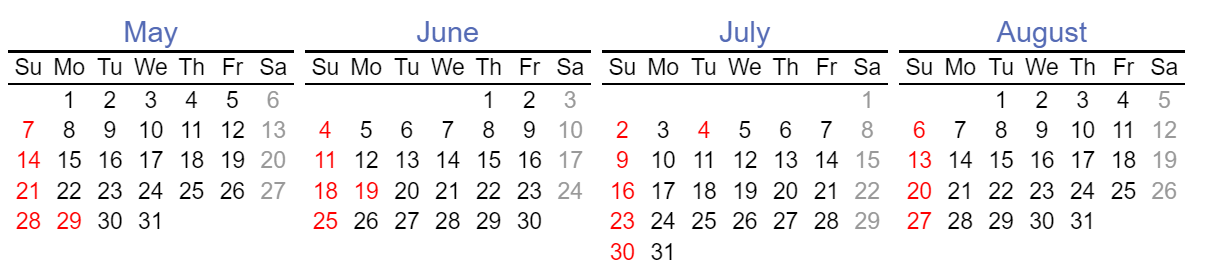 May June July August
Su Mo Tu We Th Fr Sa Su Mo Tu We Th Fr Sa Su Mo Tu We Th Fr Sa Su Mo Tu We Th Fr Sa
1 2 3 4 5 6 1 2 3 1 1 2 3 4 5
7 8 9 10 11 12 13 4 5 6 7 8 9 10 2 3 4 5 6 7 8 6 7 8 9 10 11 12
14 15 16 17 18 19 20 11 12 13 14 15 16 17 9 10 11 12 13 14 15 13 14 15 16 17 18 19
21 22 23 24 25 26 27 18 19 20 21 22 23 24 16 17 18 19 20 21 22 20 21 22 23 24 25 26
28 29 30 31 25 26 27 28 29 30 23 24 25 26 27 28 29 27 28 29 30 31
30 31